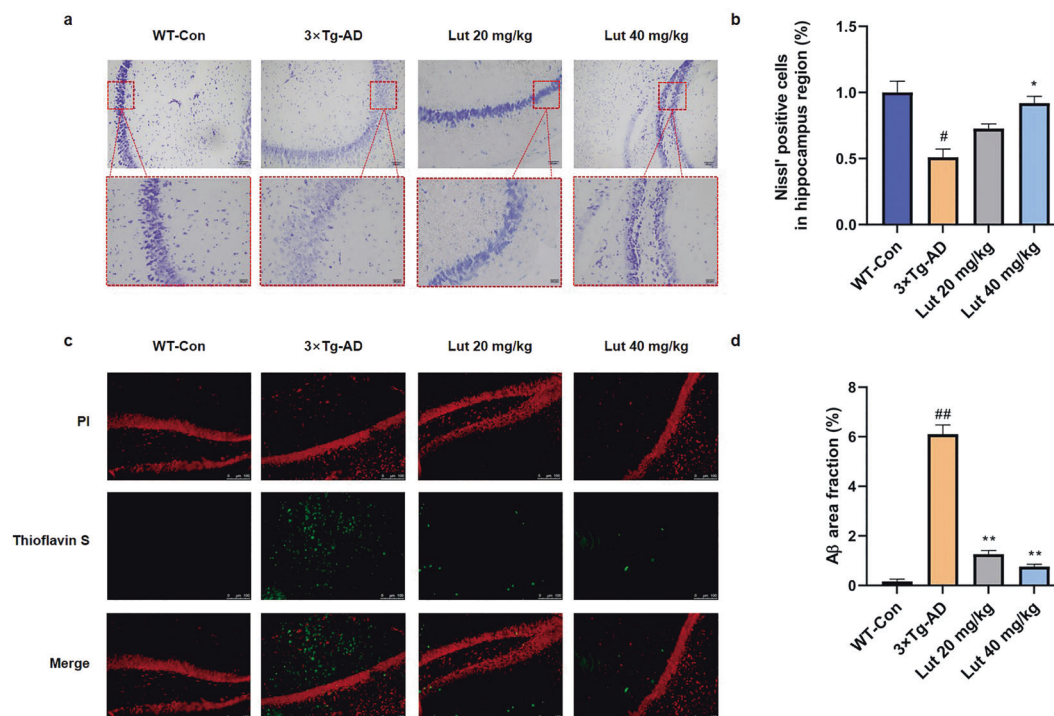 a
WT-Con
3×Tg-AD
Lut 20 mg/kg
Lut 40 mg/kg
b
Nissl' positive cells
in hippocampus region (%)
1.5
1.0
0.5
0.0
#
*
WT-Con
3×Tg-AD
Lut 20 mg/kg
Lut 40 mg/kg
c
WT-Con
3×Tg-AD
Lut 20 mg/kg
Lut 40 mg/kg
PI
Thioflavin S
Merge
d
Aβ area fraction (%)
8
6
4
2
0
##
**
**
WT-Con
3×Tg-AD
Lut 20 mg/kg
Lut 40 mg/kg